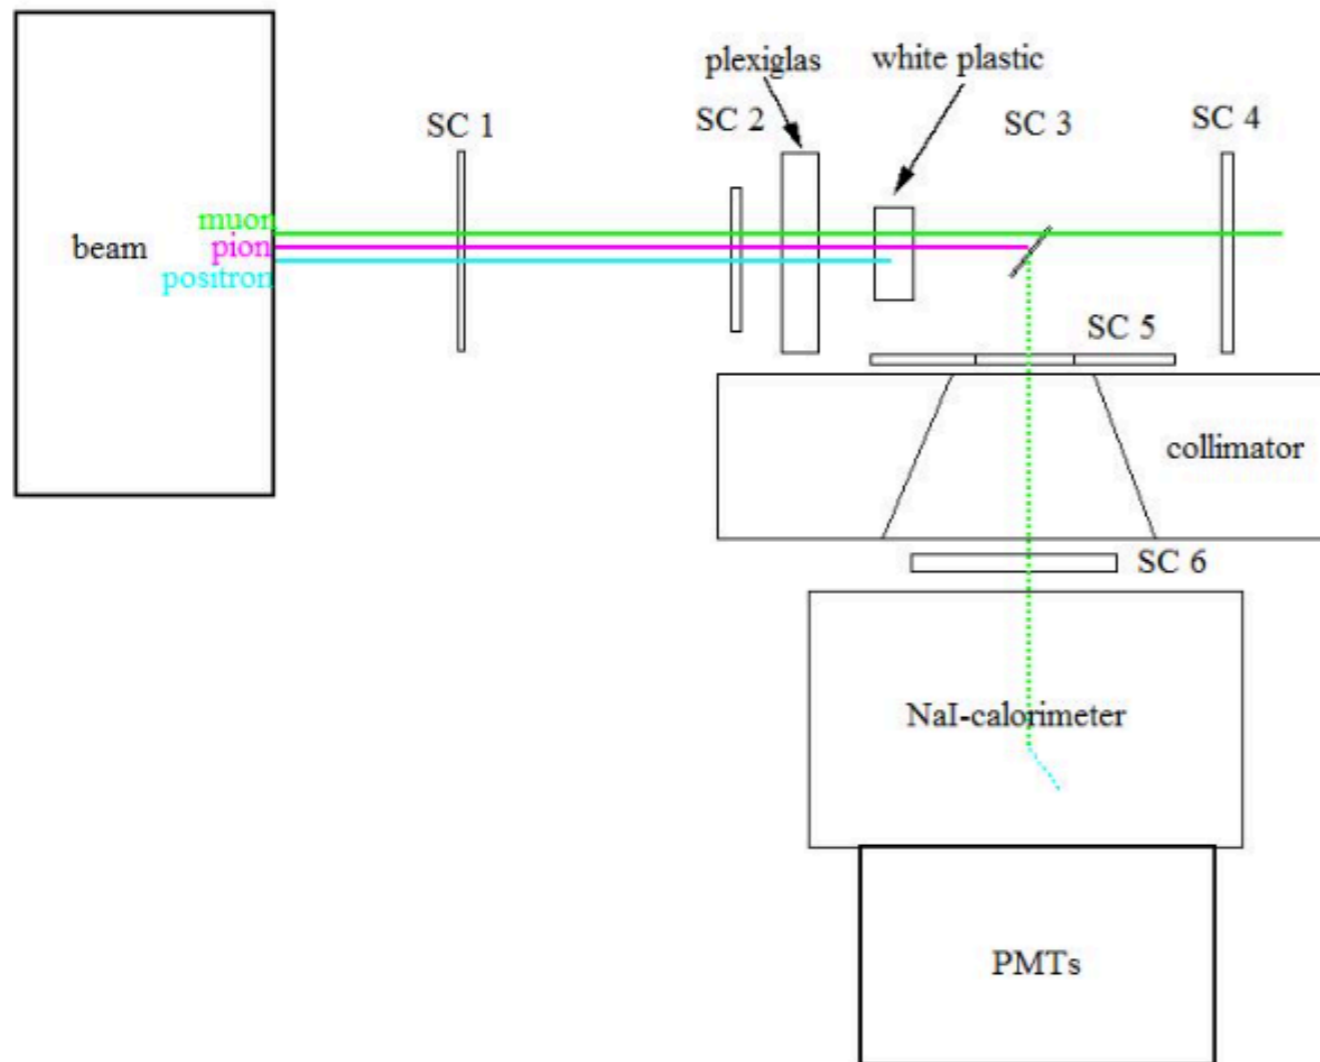 plexiglas
white plastic
SC 1
SC 2
SC 3
SC 4
muon
beam
pion
positron
SC 5
collimator
SC 6
NaI-calorimeter
PMTs